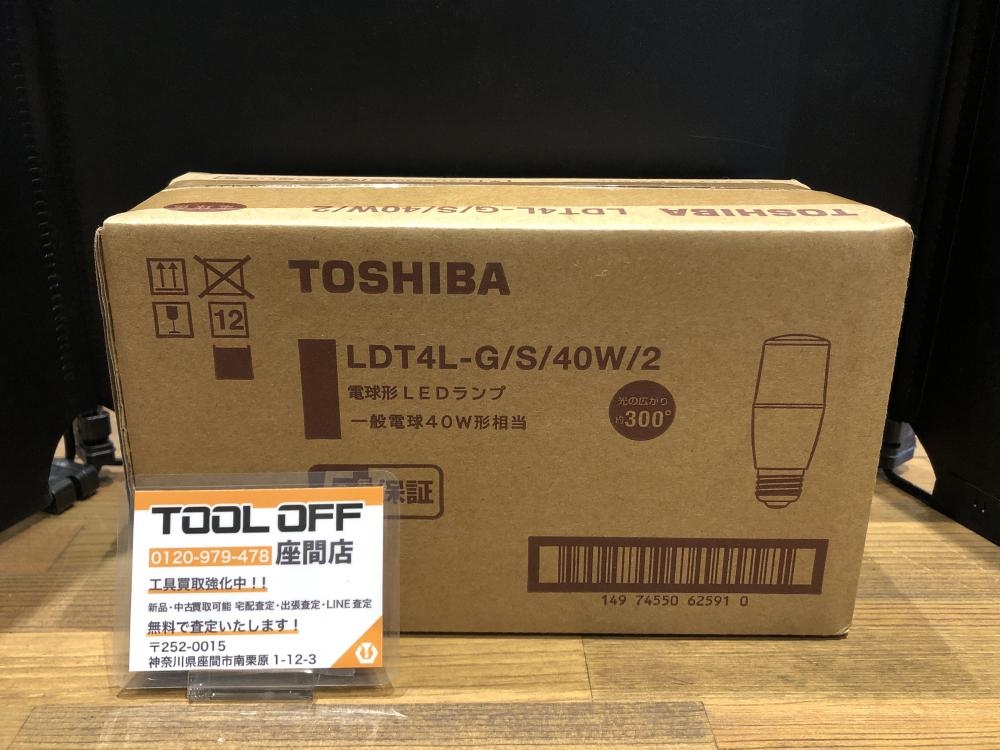 LDT4L-G/S/40W/2
TOSHIBA
TOSHIBA
12
LDT4L-G/S/40W/2
電球形LEDランプ
一般電球40W形相当
光の広がり
約300°
保証
149 74550 62591 0
TOOL OFF
0120-979-478 座間店
工具買取強化中!!
新品・中古買取可能 宅配査定・出張査定・LINE査定
無料で査定いたします!
〒252-0015
神奈川県座間市南栗原 1-12-3